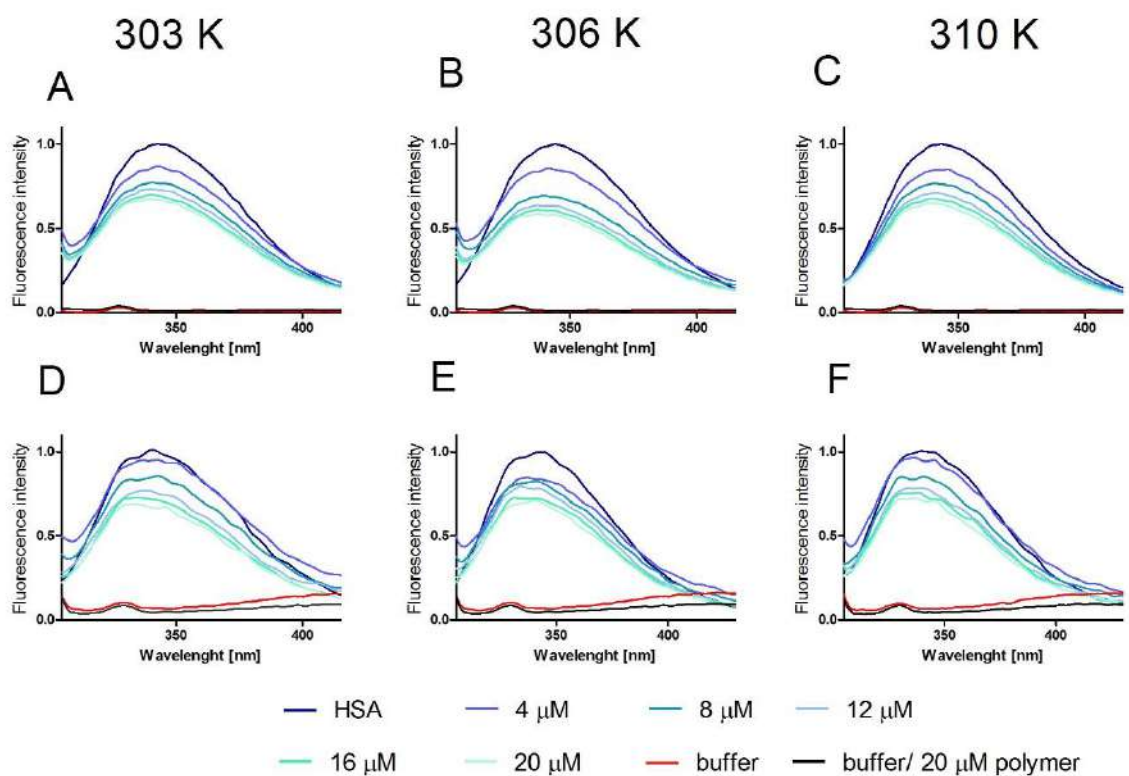 303 K 306 K 310 K
A B C
Fluorescence intensity Fluorescence intensity Fluorescence intensity
1.0 1.0 1.0
0.5 0.5 0.5
0.0 0.0 0.0
350 400 350 400 350 400
Wavelenght [nm] Wavelenght [nm] Wavelenght [nm]
D E F
Fluorescence intensity Fluorescence intensity Fluorescence intensity
1.0 1.0 1.0
0.5 0.5 0.5
0.0 0.0 0.0
350 400 350 400 350 400
Wavelenght [nm] Wavelenght [nm] Wavelenght [nm]
HSA 4 µM 8 µM 12 µM
16 µM 20 µM buffer buffer/ 20 µM polymer